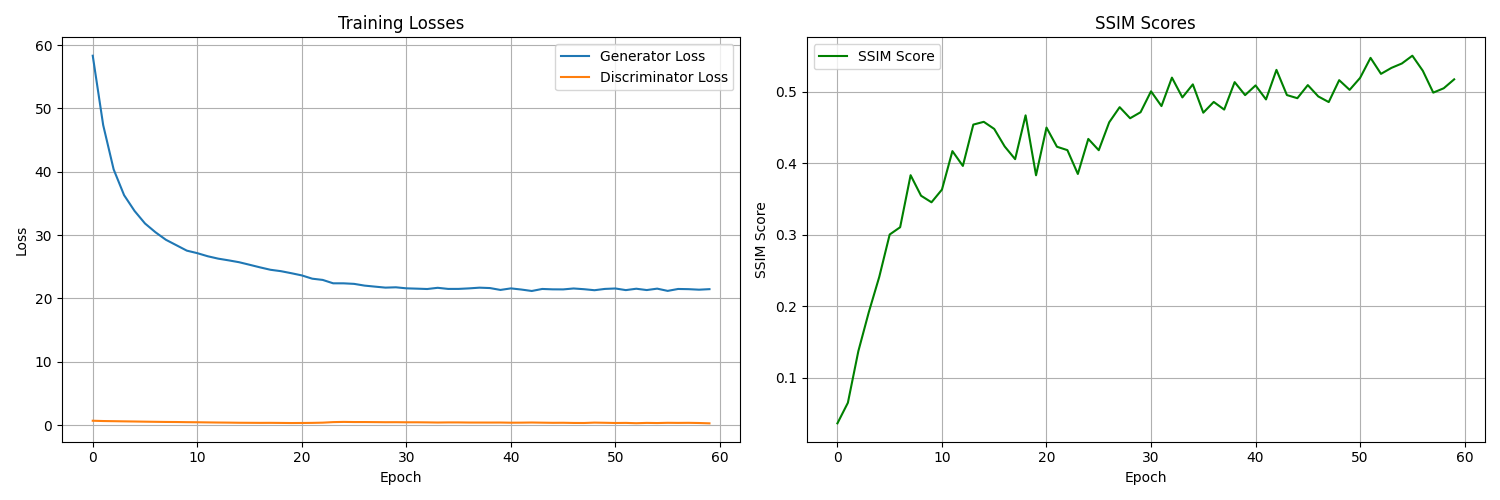 Training Losses
60
50
40
30
20
10
0
Loss
Generator Loss
Discriminator Loss
0 10 20 30 40 50 60
Epoch
SSIM Scores
0.5
0.4
0.3
0.2
0.1
SSIM Score
SSIM Score
0 10 20 30 40 50 60
Epoch